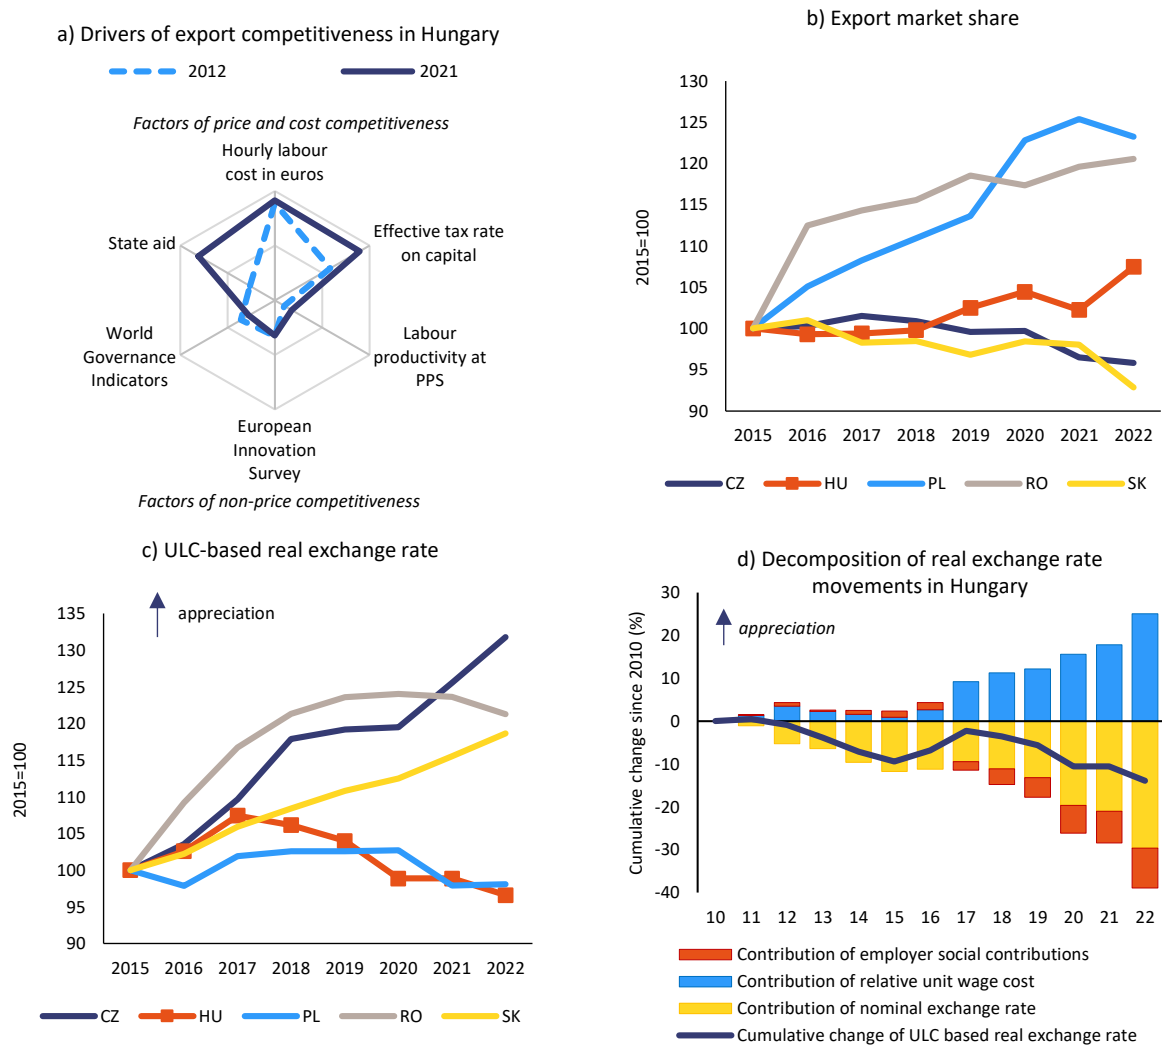 a) Drivers of export competitiveness in Hungary
2012
2021
Factors of price and cost competitiveness
Hourly labour
cost in euros
Effective tax rate
on capital
Labour
productivity at
PPS
European
Innovation
Survey
World
Governance
Indicators
State aid
Factors of non-price competitiveness
b) Export market share
2015=100
130
125
120
115
110
105
100
95
90
2015 2016 2017 2018 2019 2020 2021 2022
CZ HU PL RO SK
c) ULC-based real exchange rate
appreciation
2015=100
135
130
125
120
115
110
105
100
95
90
2015 2016 2017 2018 2019 2020 2021 2022
CZ HU PL RO SK
d) Decomposition of real exchange rate
movements in Hungary
appreciation
Cumulative change since 2010 (%)
30
20
10
0
-10
-20
-30
-40
10 11 12 13 14 15 16 17 18 19 20 21 22
Contribution of employer social contributions
Contribution of relative unit wage cost
Contribution of nominal exchange rate
Cumulative change of ULC based real exchange rate